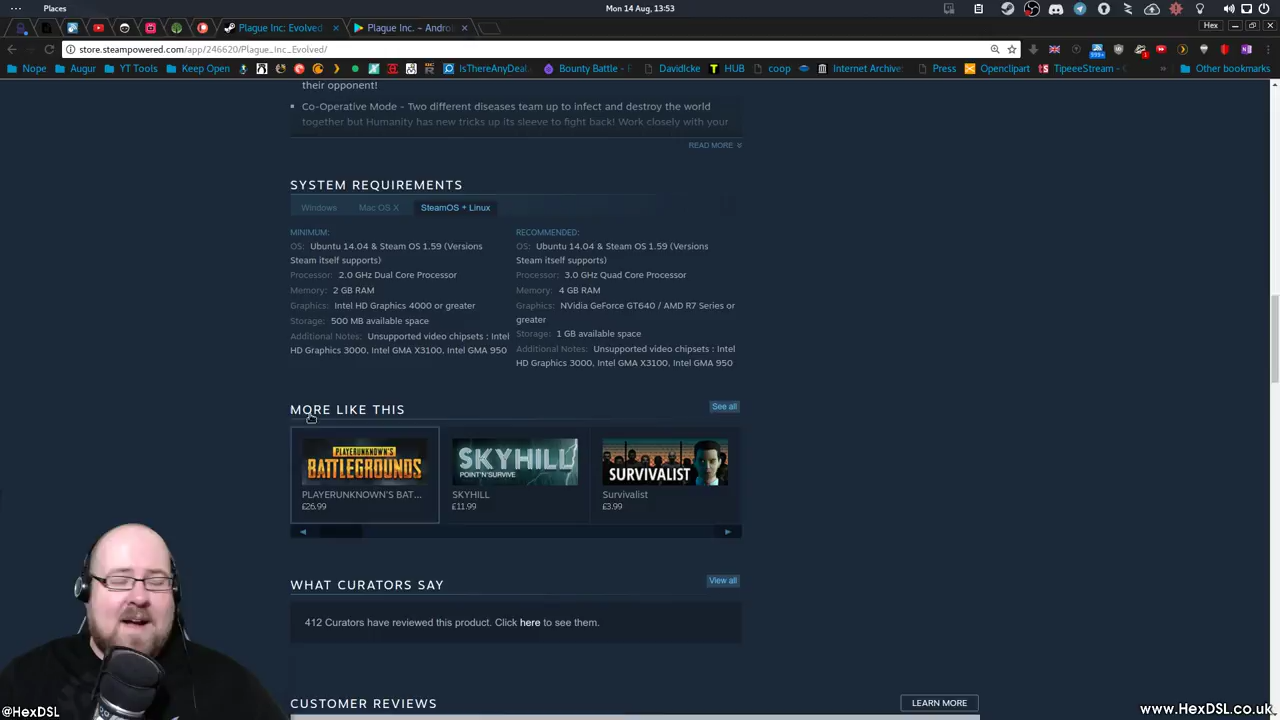 Places
Mon 14 Aug, 13:53
Plague Inc: Evolved
Plague Inc. – Androi
Hex
store.steampowered.com/app/246620/Plague_Inc_Evolved/
Nope
Augur
YT Tools
Keep Open
IsThereAnyDeal
Bounty Battle -
DavidIcke
HUB
coop
Internet Archive:
Press
Openclipart
TipeeeStream -
Other bookmarks
their opponent!
Co-Operative Mode - Two different diseases team up to infect and destroy the world
together but Humanity has new tricks up its sleeve to fight back! Work closely with your
READ MORE
SYSTEM REQUIREMENTS
Windows
Mac OS X
SteamOS + Linux
MINIMUM:
OS: Ubuntu 14.04 & Steam OS 1.59 (Versions
Steam itself supports)
Processor: 2.0 GHz Dual Core Processor
Memory: 2 GB RAM
Graphics: Intel HD Graphics 4000 or greater
Storage: 500 MB available space
Additional Notes: Unsupported video chipsets : Intel
HD Graphics 3000, Intel GMA X3100, Intel GMA 950
RECOMMENDED:
OS: Ubuntu 14.04 & Steam OS 1.59 (Versions
Steam itself supports)
Processor: 3.0 GHz Quad Core Processor
Memory: 4 GB RAM
Graphics: NVidia GeForce GT640 / AMD R7 Series or
greater
Storage: 1 GB available space
Additional Notes: Unsupported video chipsets : Intel
HD Graphics 3000, Intel GMA X3100, Intel GMA 950
MORE LIKE THIS
See all
PLAYERUNKNOWN'S
BATTLEGROUNDS
PLAYERUNKNOWN'S BAT...
£26.99
SKYHILL
POINT'N'SURVIVE
SKYHILL
£11.99
SURVIVALIST
Survivalist
£3.99
WHAT CURATORS SAY
View all
412 Curators have reviewed this product. Click here to see them.
CUSTOMER REVIEWS
LEARN MORE
@HexDSL
www.HexDSL.co.uk